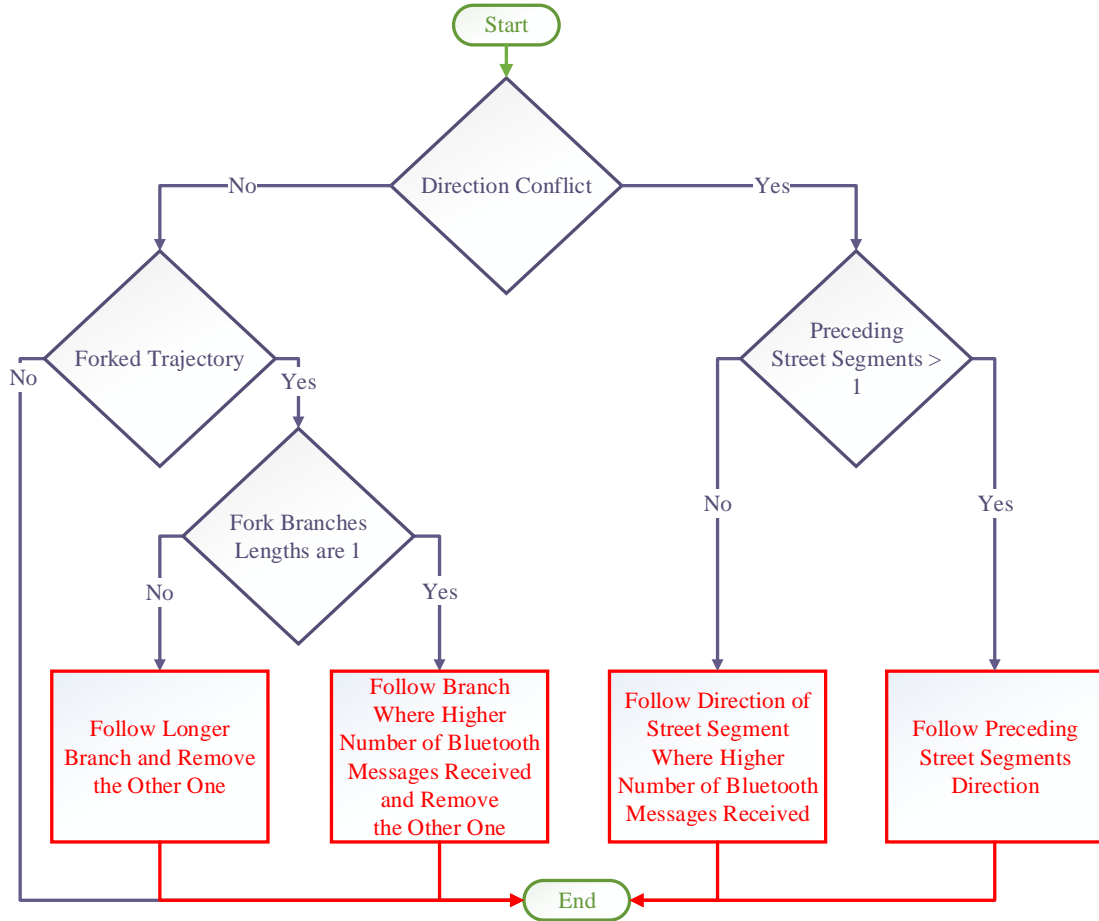 Start
Direction Conflict
No
Yes
Forked Trajectory
Preceding
Street Segments >
1
No
Yes
Fork Branches
Lengths are 1
No
Yes
No
Yes
Follow Longer
Branch and Remove
the Other One
Follow Branch
Where Higher
Number of Bluetooth
Messages Received
and Remove
the Other One
Follow Direction of
Street Segment
Where Higher
Number of Bluetooth
Messages Received
Follow Preceding
Street Segments
Direction
End